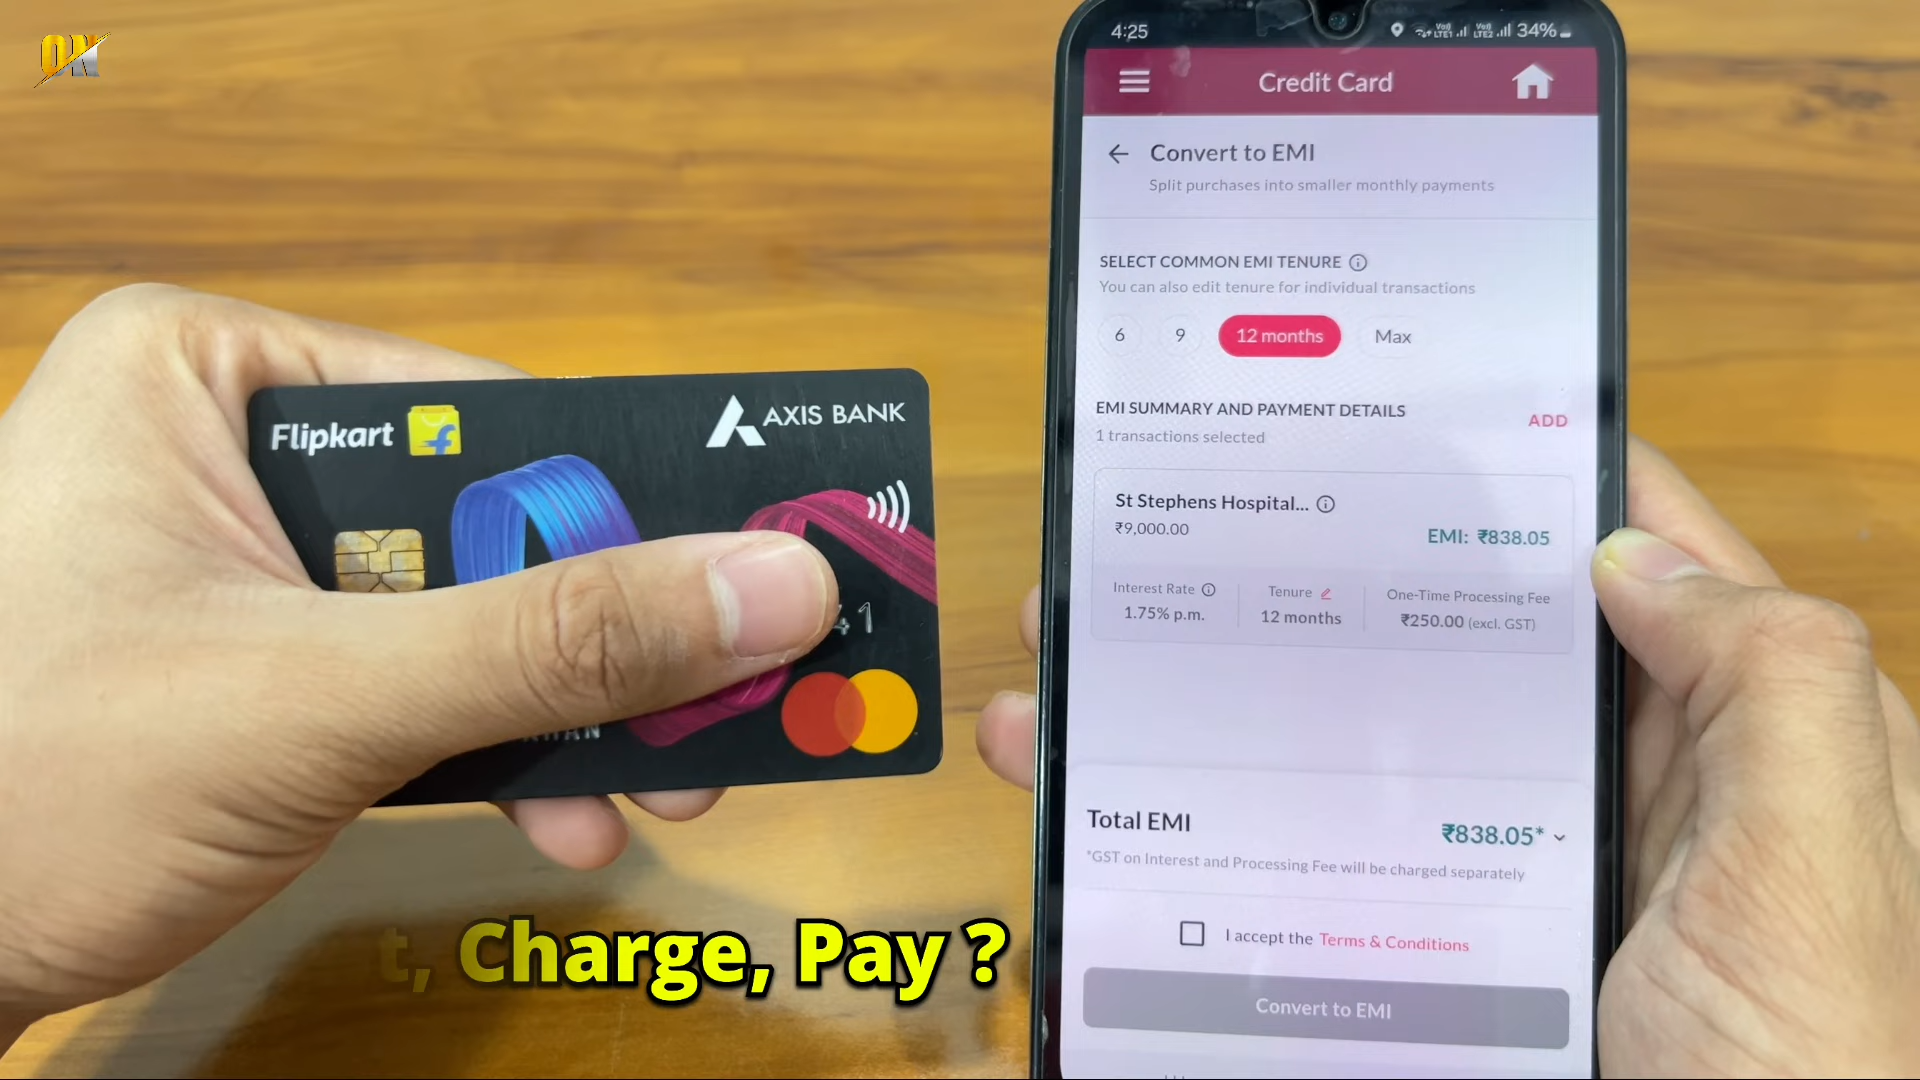 ON
Flipkart
AXIS BANK
41
KHAN
t, Charge, Pay ?
4:25
34%
Credit Card
Convert to EMI
Split purchases into smaller monthly payments
SELECT COMMON EMI TENURE
You can also edit tenure for individual transactions
6 9 12 months Max
EMI SUMMARY AND PAYMENT DETAILS
ADD
1 transactions selected
St Stephens Hospital...
₹9,000.00
EMI: ₹838.05
Interest Rate Tenure One-Time Processing Fee
1.75% p.m. 12 months ₹250.00 (excl. GST)
Total EMI ₹838.05*
*GST on Interest and Processing Fee will be charged separately
I accept the Terms & Conditions
Convert to EMI